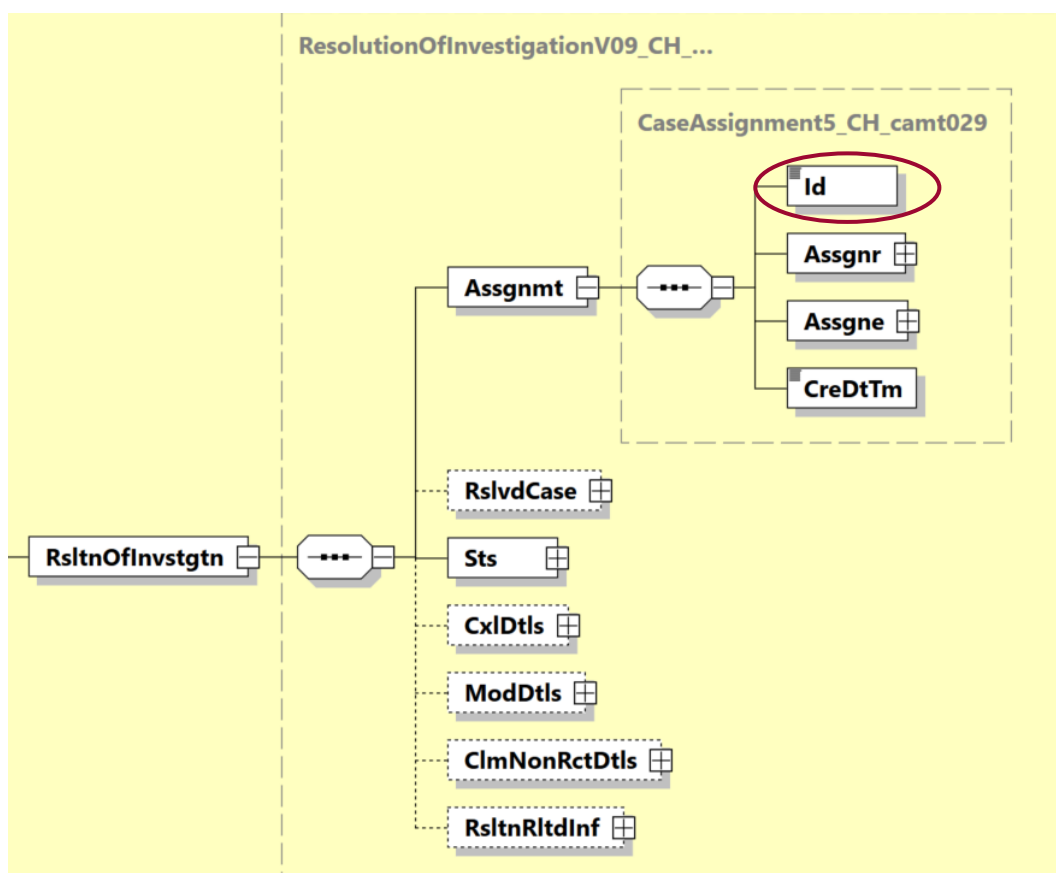 ResolutionOfInvestigationV09_CH_...
CaseAssignment5_CH_camt029
Id
Assgnr
Assgne
CreDtTm
Assgnmt
RslvdCase
RsltnOfInvstgtn
Sts
CxlDtls
ModDtls
ClmNonRctDtls
RsltnRltdInf